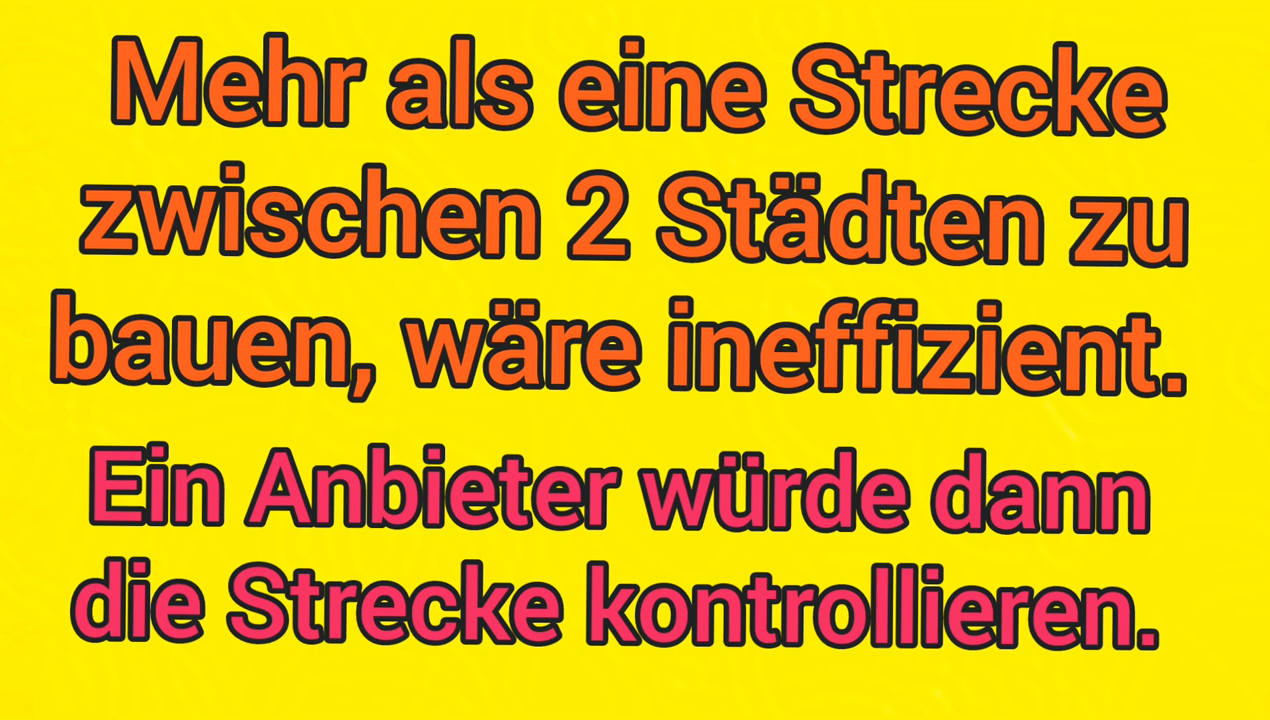 Mehr als eine Strecke
zwischen 2 Städten zu
bauen, wäre ineffizient.
Ein Anbieter würde dann
die Strecke kontrollieren.